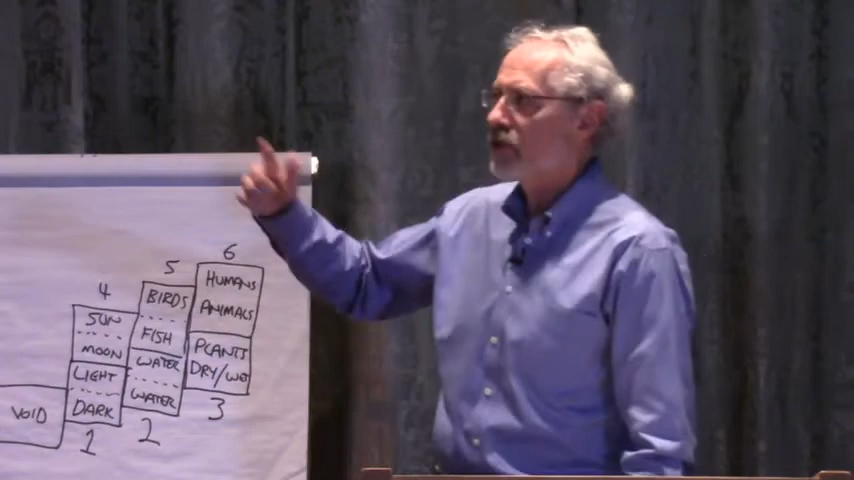 4 5 6
SUN BIRDS HUMANS
MOON FISH ANIMALS
LIGHT WATER PLANTS
VOID DARK WATER DRY/WET
1 2 3